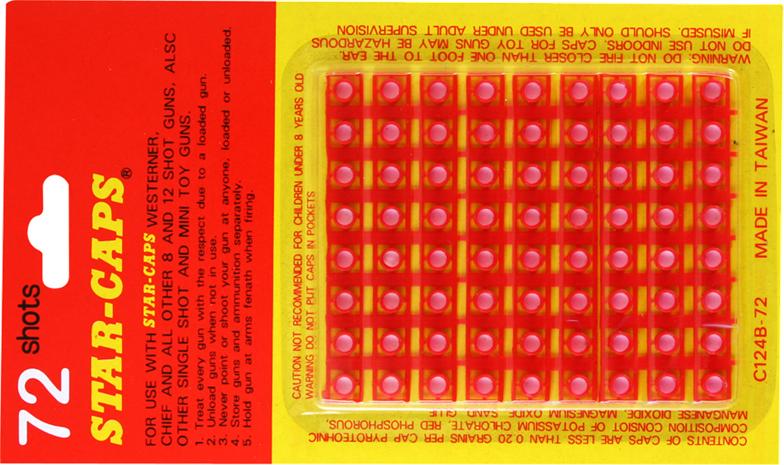 72 shots
STAR-CAPS®
FOR USE WITH STAR-CAPS WESTERNER,
CHIEF AND ALL OTHER 8 AND 12 SHOT GUNS, ALSC
OTHER SINGLE SHOT AND MINI TOY GUNS.
1. Treat every gun with the respect due to a loaded gun.
2. Unload guns when not in use.
3. Never point or shoot your gun at anyone, loaded or unloaded.
4. Store guns and ammunition separately.
5. Hold gun at arms fenath when firing.
CAUTION NOT RECOMMENDED FOR CHILDREN UNDER 8 YEARS OLD
WARNING DO NOT PUT CAPS IN POCKETS
WARNING: DO NOT FIRE CLOSER THAN ONE FOOT TO THE EAR.
DO NOT USE INDOORS. CAPS FOR TOY GUNS MAY BE HAZARDOUS
IF MISUSED. SHOULD ONLY BE USED UNDER ADULT SUPERVISION
CONTENTS OF CAPS ARE LESS THAN 0.20 GRAINS PER CAP PYROTECHNIC
COMPOSITION CONSIST OF POTASSIUM CHLORATE, RED PHOSPHOROUS,
MANGANESE DIOXIDE, MAGNESIUM OXIDE, SAND, GLUE
C124B-72 MADE IN TAIWAN